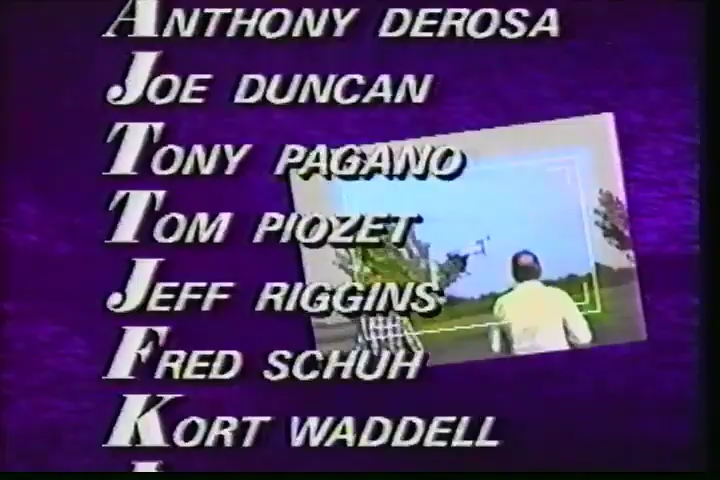 ANTHONY DEROSA
JOE DUNCAN
TONY PAGANO
TOM PIOZET
JEFF RIGGINS
FRED SCHUH
KORT WADDELL